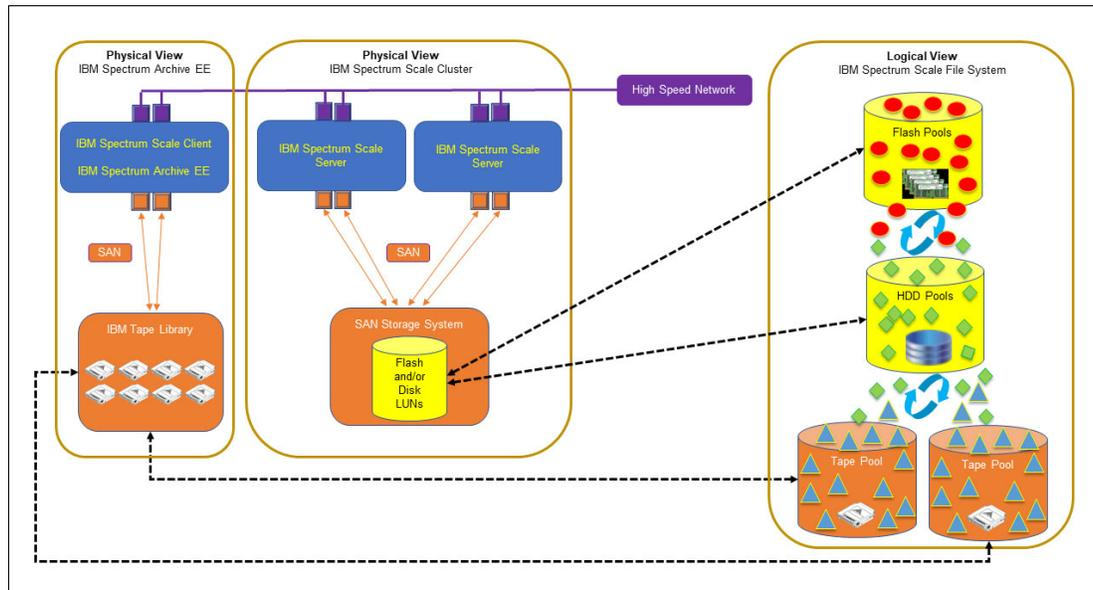 Physical View
IBM Spectrum Archive EE
Physical View
IBM Spectrum Scale Cluster
Logical View
IBM Spectrum Scale File System
High Speed Network
IBM Spectrum Scale Client
IBM Spectrum Archive EE
IBM Spectrum Scale
Server
IBM Spectrum Scale
Server
Flash Pools
SAN
SAN
HDD Pools
IBM Tape Library
SAN Storage System
Flash
and/or
Disk
LUNs
Tape Pool
Tape Pool